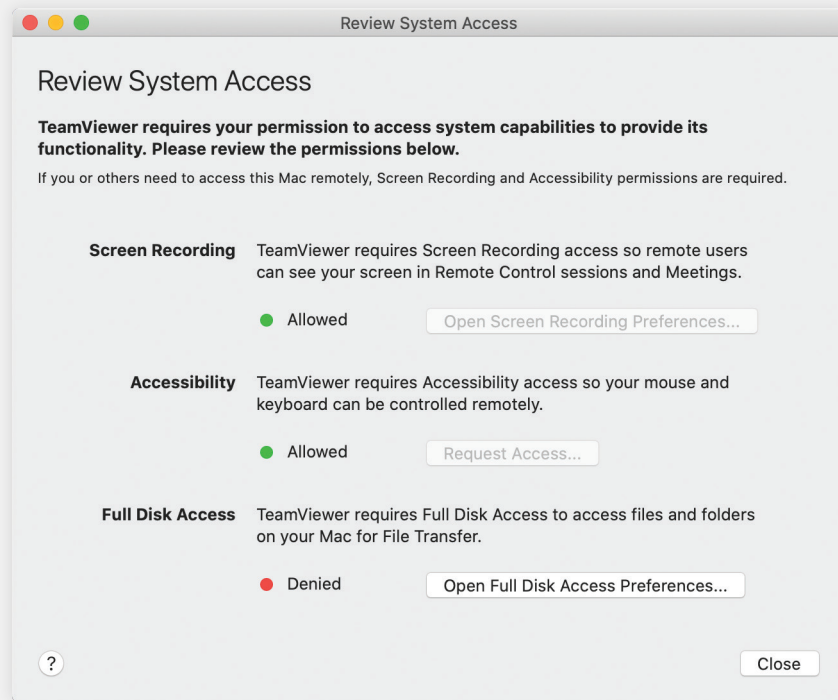 Review System Access
Review System Access
TeamViewer requires your permission to access system capabilities to provide its
functionality. Please review the permissions below.
If you or others need to access this Mac remotely, Screen Recording and Accessibility permissions are required.
Screen Recording TeamViewer requires Screen Recording access so remote users
can see your screen in Remote Control sessions and Meetings.
Allowed Open Screen Recording Preferences...
Accessibility TeamViewer requires Accessibility access so your mouse and
keyboard can be controlled remotely.
Allowed Request Access...
Full Disk Access TeamViewer requires Full Disk Access to access files and folders
on your Mac for File Transfer.
Denied Open Full Disk Access Preferences...
? Close